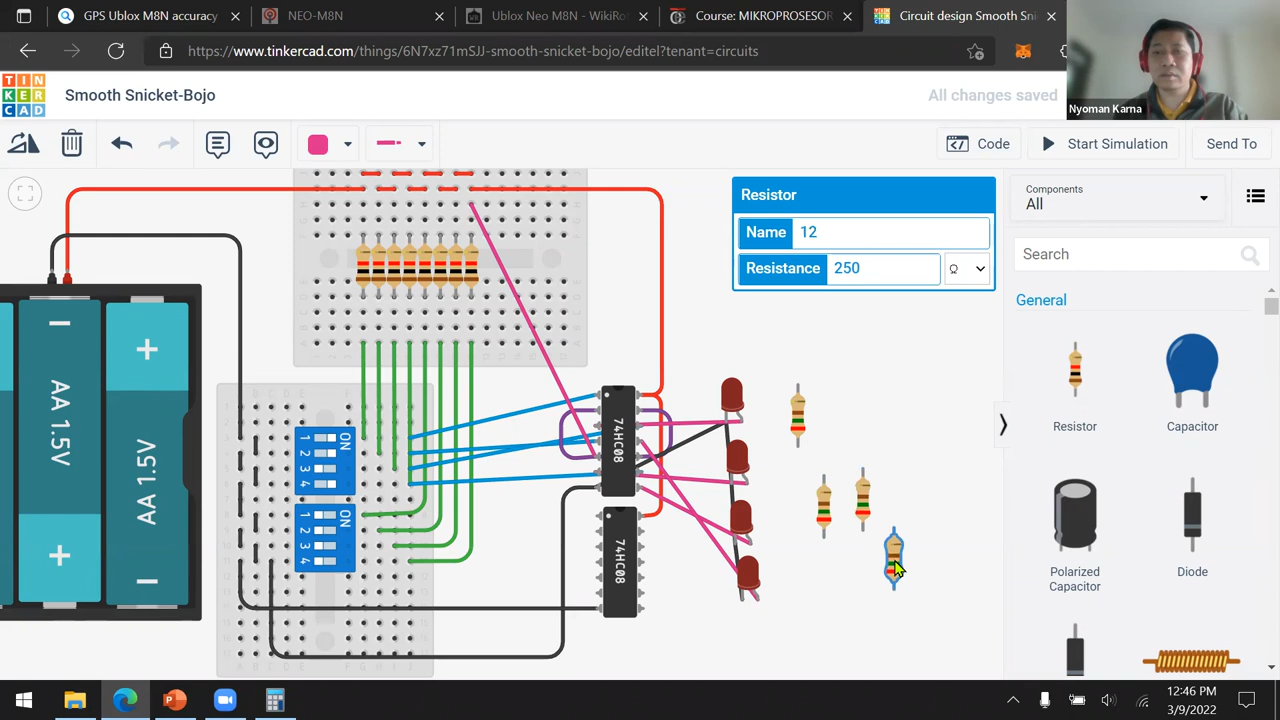 GPS Ublox M8N accuracy
NEO-M8N
Ublox Neo M8N - WikiRo
Course: MIKROPROSESOR
Circuit design Smooth Sni
https://www.tinkercad.com/things/6N7xz71mSJJ-smooth-snicket-bojo/editel?tenant=circuits
Nyoman Karna
TIN
KER
CAD
Smooth Snicket-Bojo
All changes saved
Code
Start Simulation
Send To
Resistor
Name 12
Resistance 250 Ω
Components
All
Search
General
Resistor
Capacitor
Polarized
Capacitor
Diode
AA 1.5V
AA 1.5V
ON
1
2
3
4
ON
1
2
3
4
74HC08
74HC08
12:46 PM
3/9/2022